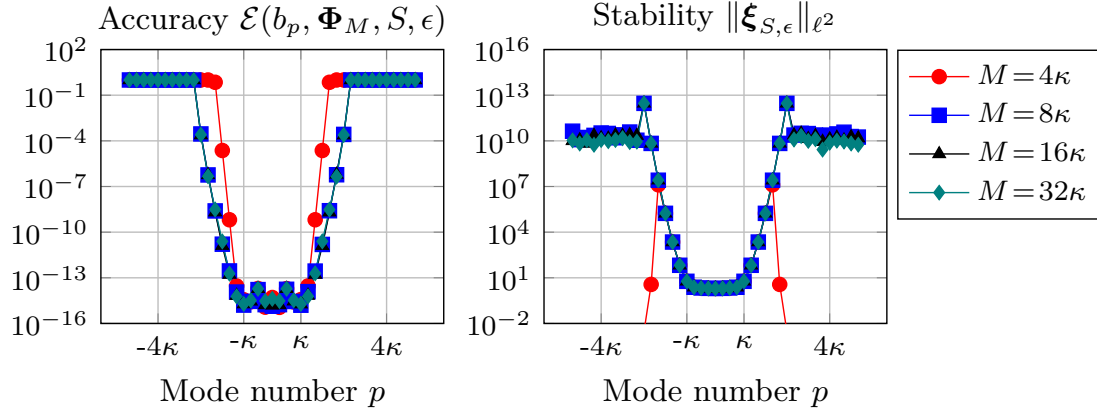 Accuracy ℰ(b_p, Φ_M, S, ϵ)
10^2
10^−1
10^−4
10^−7
10^−10
10^−13
10^−16
-4κ -κ κ 4κ
Mode number p
Stability ‖ξ_{S,ϵ}‖_{ℓ^2}
10^16
10^13
10^10
10^7
10^4
10^1
10^−2
-4κ -κ κ 4κ
Mode number p
M = 4κ
M = 8κ
M = 16κ
M = 32κ